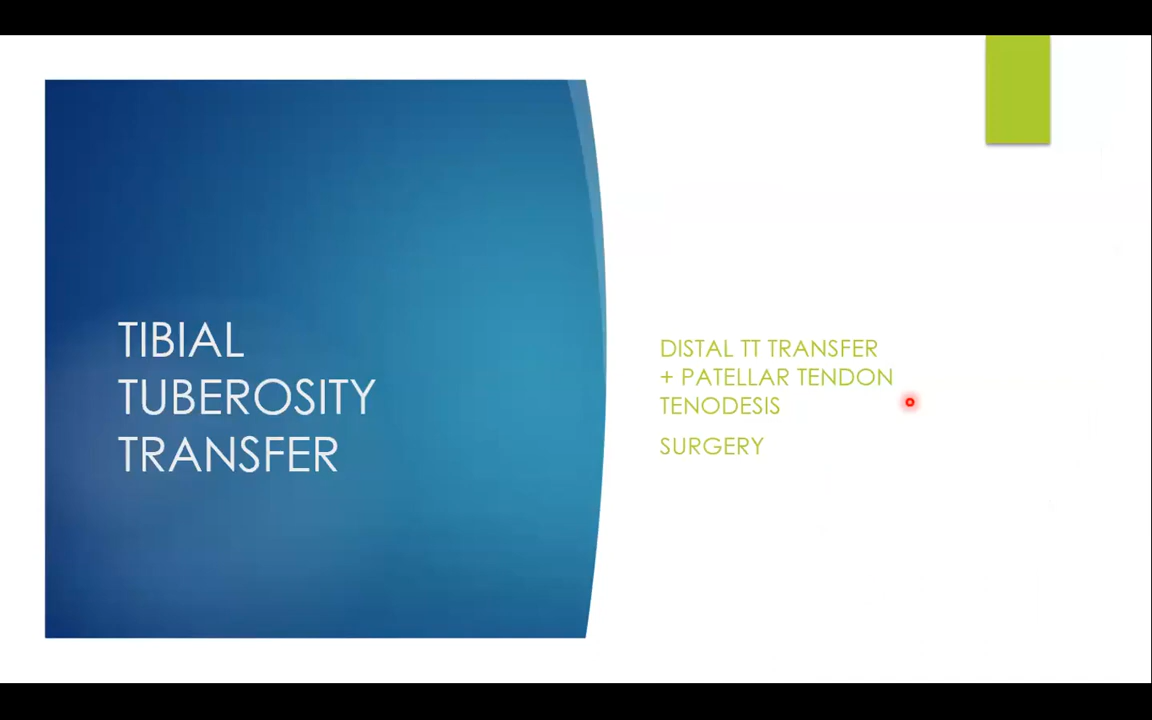 TIBIAL
TUBEROSITY
TRANSFER
DISTAL TT TRANSFER
+ PATELLAR TENDON
TENODESIS
SURGERY